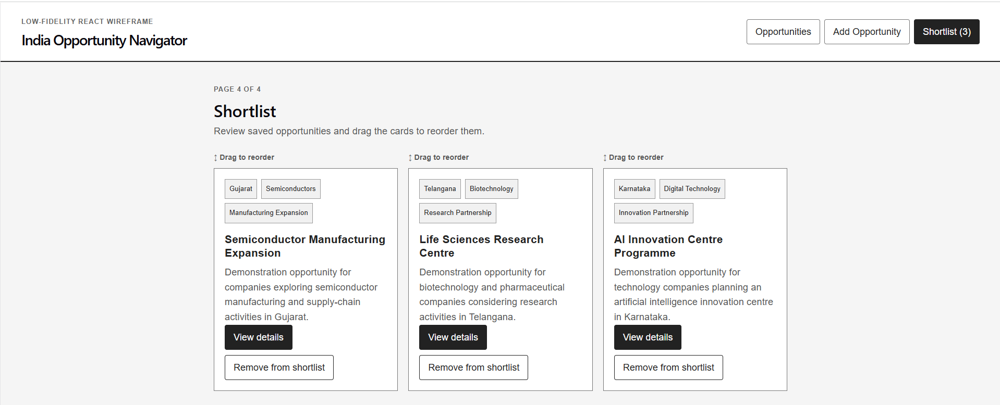 LOW-FIDELITY REACT WIREFRAME
India Opportunity Navigator
Opportunities
Add Opportunity
Shortlist (3)
PAGE 4 OF 4
Shortlist
Review saved opportunities and drag the cards to reorder them.
↕ Drag to reorder
Gujarat
Semiconductors
Manufacturing Expansion
Semiconductor Manufacturing
Expansion
Demonstration opportunity for
companies exploring semiconductor
manufacturing and supply-chain
activities in Gujarat.
View details
Remove from shortlist
↕ Drag to reorder
Telangana
Biotechnology
Research Partnership
Life Sciences Research
Centre
Demonstration opportunity for
biotechnology and pharmaceutical
companies considering research
activities in Telangana.
View details
Remove from shortlist
↕ Drag to reorder
Karnataka
Digital Technology
Innovation Partnership
AI Innovation Centre
Programme
Demonstration opportunity for
technology companies planning an
artificial intelligence innovation centre
in Karnataka.
View details
Remove from shortlist